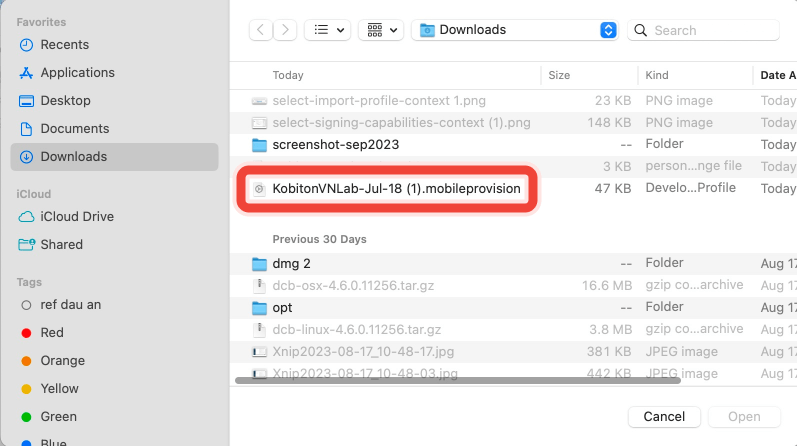 Favorites
Recents
Applications
Desktop
Documents
Downloads
iCloud
iCloud Drive
Shared
Tags
ref dau an
Red
Orange
Yellow
Green
Blue
Downloads
Search
Today Size Kind Date A
select-import-profile-context 1.png 23 KB PNG image Today
select-signing-capabilities-context (1).png 148 KB PNG image Today
screenshot-sep2023 -- Folder Today
3 KB person...nge file Today
KobitonVNLab-Jul-18 (1).mobileprovision 47 KB Develo...Profile Today
Previous 30 Days
dmg 2 -- Folder Aug 17
dcb-osx-4.6.0.11256.tar.gz 16.6 MB gzip co...archive Aug 17
opt -- Folder Aug 17
dcb-linux-4.6.0.11256.tar.gz 3.8 MB gzip co...archive Aug 17
Xnip2023-08-17_10-48-17.jpg 381 KB JPEG image Aug 17
Xnip2023-08-17_10-48-03.jpg 442 KB JPEG image Aug 17
Cancel Open